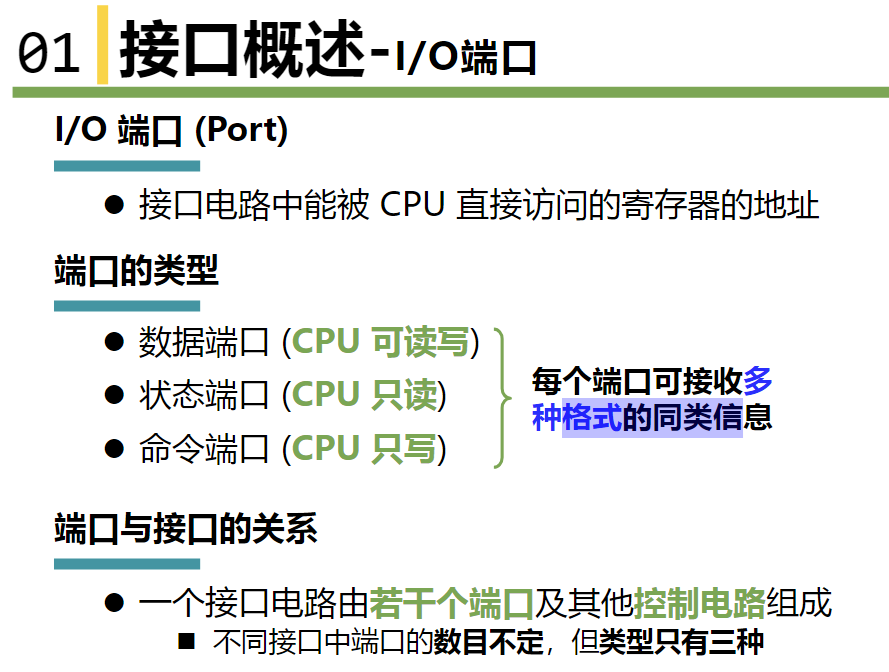 01 接口概述-I/O端口
I/O 端口 (Port)
● 接口电路中能被 CPU 直接访问的寄存器的地址
端口的类型
● 数据端口 (CPU 可读写)
● 状态端口 (CPU 只读)
● 命令端口 (CPU 只写)
每个端口可接收多
种格式的同类信息
端口与接口的关系
● 一个接口电路由若干个端口及其他控制电路组成
■ 不同接口中端口的数目不定，但类型只有三种